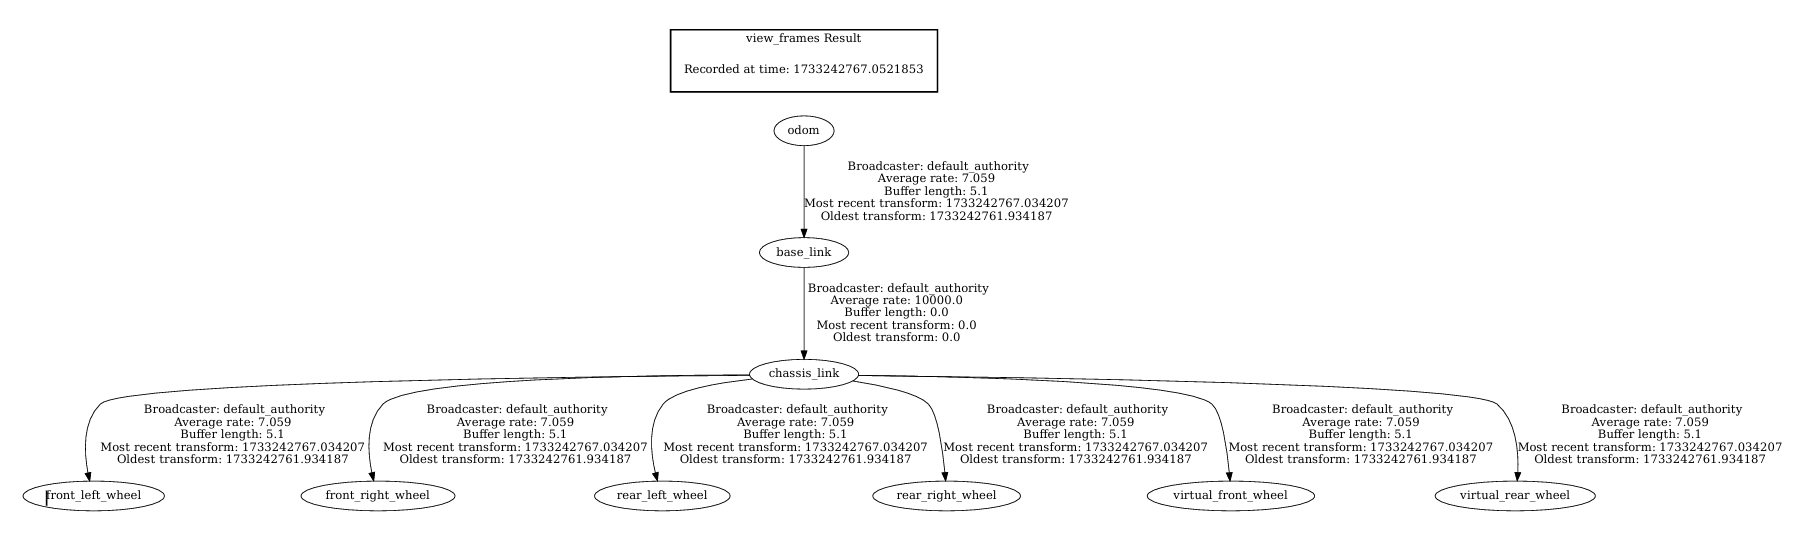 view_frames Result
Recorded at time: 1733242767.0521853
odom
Broadcaster: default_authority
Average rate: 7.059
Buffer length: 5.1
Most recent transform: 1733242767.034207
Oldest transform: 1733242761.934187
base_link
Broadcaster: default_authority
Average rate: 10000.0
Buffer length: 0.0
Most recent transform: 0.0
Oldest transform: 0.0
chassis_link
Broadcaster: default_authority
Average rate: 7.059
Buffer length: 5.1
Most recent transform: 1733242767.034207
Oldest transform: 1733242761.934187
Broadcaster: default_authority
Average rate: 7.059
Buffer length: 5.1
Most recent transform: 1733242767.034207
Oldest transform: 1733242761.934187
Broadcaster: default_authority
Average rate: 7.059
Buffer length: 5.1
Most recent transform: 1733242767.034207
Oldest transform: 1733242761.934187
Broadcaster: default_authority
Average rate: 7.059
Buffer length: 5.1
Most recent transform: 1733242767.034207
Oldest transform: 1733242761.934187
Broadcaster: default_authority
Average rate: 7.059
Buffer length: 5.1
Most recent transform: 1733242767.034207
Oldest transform: 1733242761.934187
Broadcaster: default_authority
Average rate: 7.059
Buffer length: 5.1
Most recent transform: 1733242767.034207
Oldest transform: 1733242761.934187
front_left_wheel
front_right_wheel
rear_left_wheel
rear_right_wheel
virtual_front_wheel
virtual_rear_wheel